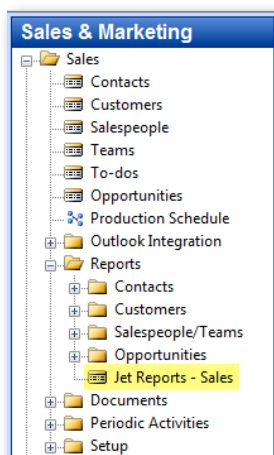 Sales & Marketing
Sales
Contacts
Customers
Salespeople
Teams
To-dos
Opportunities
Production Schedule
Outlook Integration
Reports
Contacts
Customers
Salespeople/Teams
Opportunities
Jet Reports - Sales
Documents
Periodic Activities
Setup